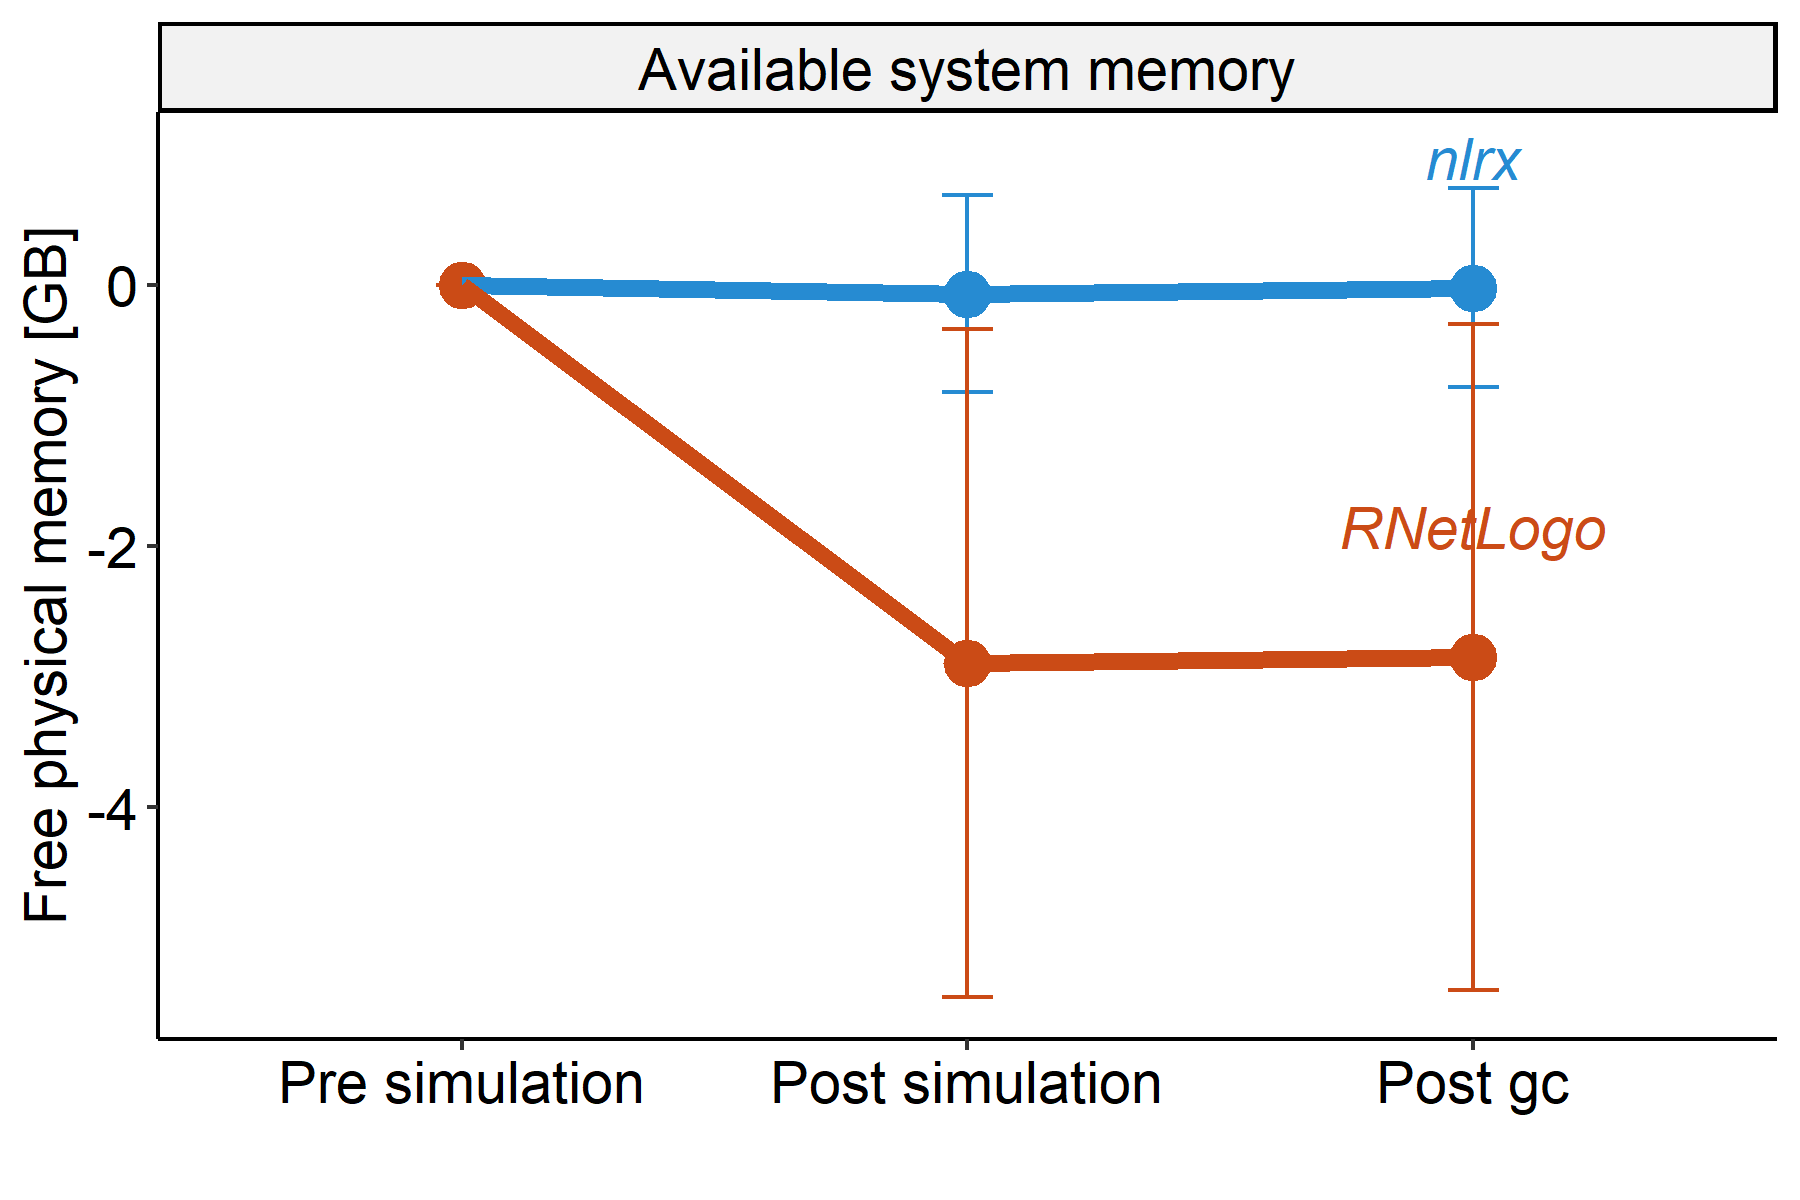 Available system memory
Free physical memory [GB]
0
-2
-4
nlrx
RNetLogo
Pre simulation
Post simulation
Post gc